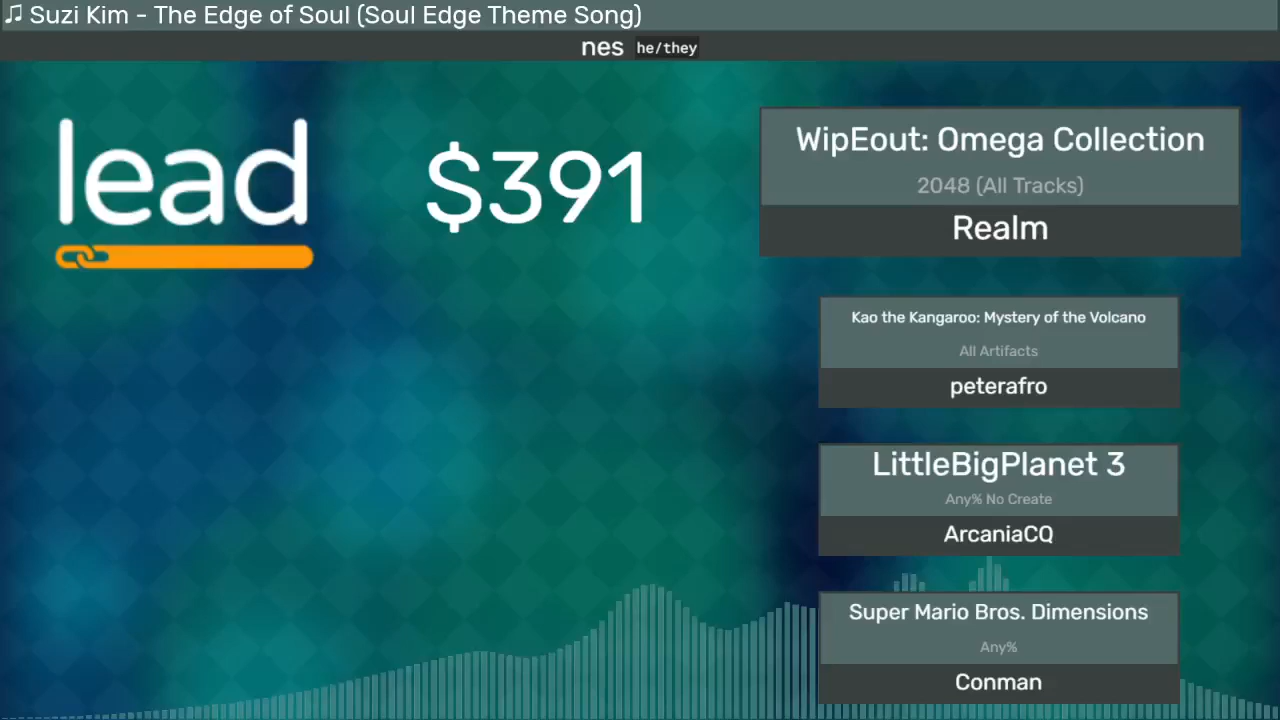 ♫ Suzi Kim - The Edge of Soul (Soul Edge Theme Song)
nes he/they
lead
$391
WipEout: Omega Collection
2048 (All Tracks)
Realm
Kao the Kangaroo: Mystery of the Volcano
All Artifacts
peterafro
LittleBigPlanet 3
Any% No Create
ArcaniaCQ
Super Mario Bros. Dimensions
Any%
Conman